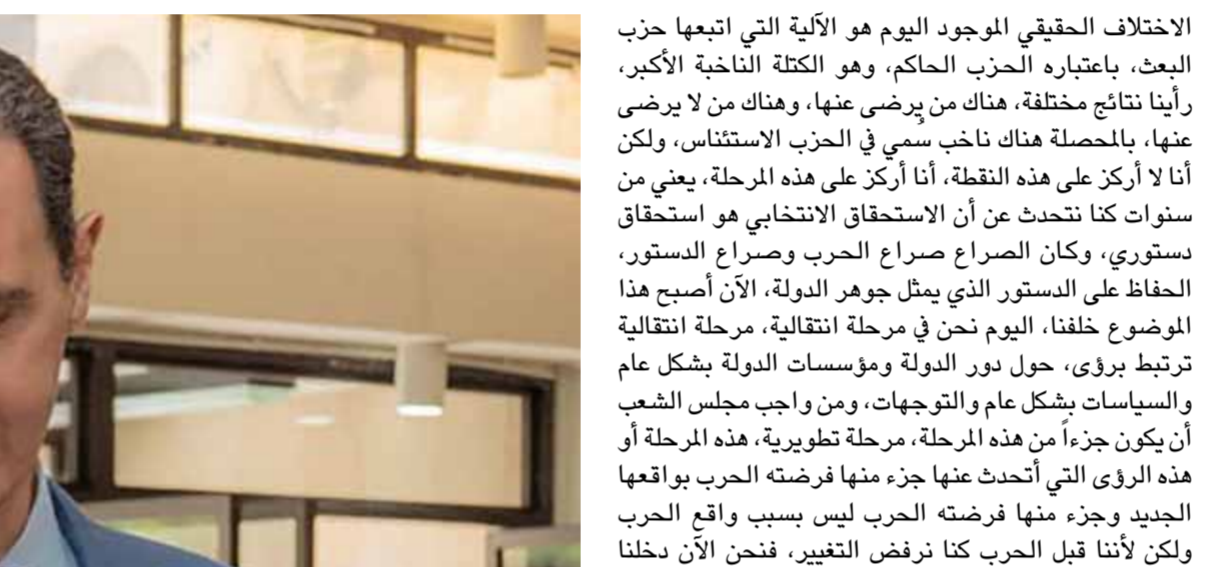 الاختلاف الحقيقي الموجود اليوم هو الآلية التي اتبعها حزب
البعث، باعتباره الحزب الحاكم، وهو الكتلة الناخبة الأكبر،
رأينا نتائج مختلفة، هناك من يرضى عنها، وهناك من لا يرضى
عنها، بالمحصلة هناك ناخب سُمي في الحزب الاستئناس، ولكن
أنا لا أركز على هذه النقطة، أنا أركز على هذه المرحلة، يعني من
سنوات كنا نتحدث عن أن الاستحقاق الانتخابي هو استحقاق
دستوري، وكان الصراع صراع الحرب وصراع الدستور،
الحفاظ على الدستور الذي يمثل جوهر الدولة، الآن أصبح هذا
الموضوع خلفنا، اليوم نحن في مرحلة انتقالية، مرحلة انتقالية
ترتبط برؤى، حول دور الدولة ومؤسسات الدولة بشكل عام
والسياسات بشكل عام والتوجهات، ومن واجب مجلس الشعب
أن يكون جزءاً من هذه المرحلة، مرحلة تطويرية، هذه المرحلة أو
هذه الرؤى التي أتحدث عنها جزء منها فرضته الحرب بواقعها
الجديد وجزء منها فرضته الحرب ليس بسبب واقع الحرب
ولكن لأننا قبل الحرب كنا نرفض التغيير، فنحن الآن دخلنا